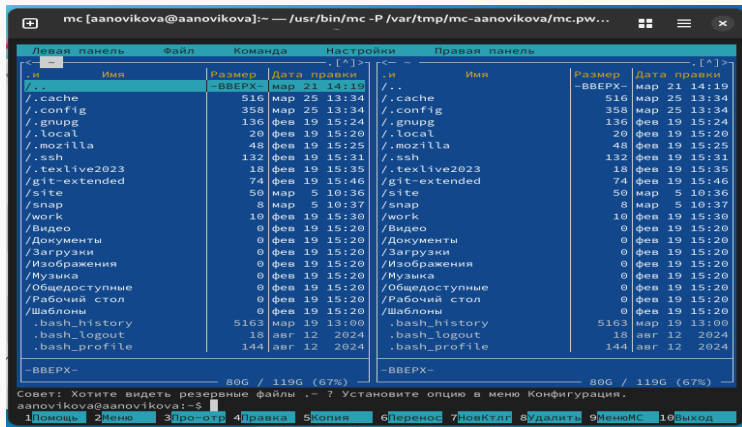 mc [aanovikova@aanovikova]:~ — /usr/bin/mc -P /var/tmp/mc-aanovikova/mc.pw...
~
Левая панель Файл Команда Настройки Правая панель
<- ~ .[^]> <- ~ .[^]>
.и Имя Размер Дата правки .и Имя Размер Дата правки
/.. -ВВЕРХ- мар 21 14:19 /.. -ВВЕРХ- мар 21 14:19
/.cache 516 мар 25 13:34 /.cache 516 мар 25 13:34
/.config 358 мар 25 13:34 /.config 358 мар 25 13:34
/.gnupg 136 фев 19 15:24 /.gnupg 136 фев 19 15:24
/.local 20 фев 19 15:20 /.local 20 фев 19 15:20
/.mozilla 48 фев 19 15:25 /.mozilla 48 фев 19 15:25
/.ssh 132 фев 19 15:31 /.ssh 132 фев 19 15:31
/.texlive2023 18 фев 19 15:35 /.texlive2023 18 фев 19 15:35
/git-extended 74 фев 19 15:46 /git-extended 74 фев 19 15:46
/site 50 мар 5 10:36 /site 50 мар 5 10:36
/snap 8 мар 5 10:37 /snap 8 мар 5 10:37
/work 10 фев 19 15:30 /work 10 фев 19 15:30
/Видео 0 фев 19 15:20 /Видео 0 фев 19 15:20
/Документы 0 фев 19 15:20 /Документы 0 фев 19 15:20
/Загрузки 0 фев 19 15:20 /Загрузки 0 фев 19 15:20
/Изображения 0 фев 19 15:20 /Изображения 0 фев 19 15:20
/Музыка 0 фев 19 15:20 /Музыка 0 фев 19 15:20
/Общедоступные 0 фев 19 15:20 /Общедоступные 0 фев 19 15:20
/Рабочий стол 0 фев 19 15:20 /Рабочий стол 0 фев 19 15:20
/Шаблоны 0 фев 19 15:20 /Шаблоны 0 фев 19 15:20
.bash_history 5163 мар 19 13:00 .bash_history 5163 мар 19 13:00
.bash_logout 18 авг 12 2024 .bash_logout 18 авг 12 2024
.bash_profile 144 авг 12 2024 .bash_profile 144 авг 12 2024
-ВВЕРХ- -ВВЕРХ-
80G / 119G (67%) 80G / 119G (67%)
Совет: Хотите видеть резервные файлы .~ ? Установите опцию в меню Конфигурация.
aanovikova@aanovikova:~$
1Помощь 2Меню 3Про~отр 4Правка 5Копия 6Перенос 7НовКтлг 8Удалить 9МенюМС 10Выход